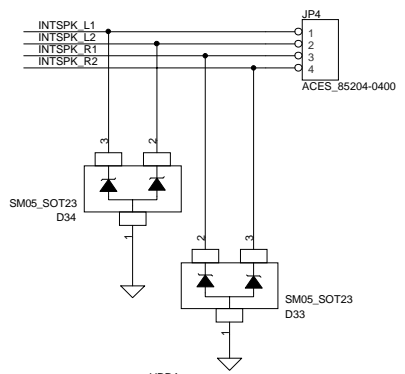 JP4
INTSPK_L1
INTSPK_L2
INTSPK_R1
INTSPK_R2
1
2
3
4
ACES_85204-0400
3
2
SM05_SOT23
D34
1
2
3
SM05_SOT23
D33
1